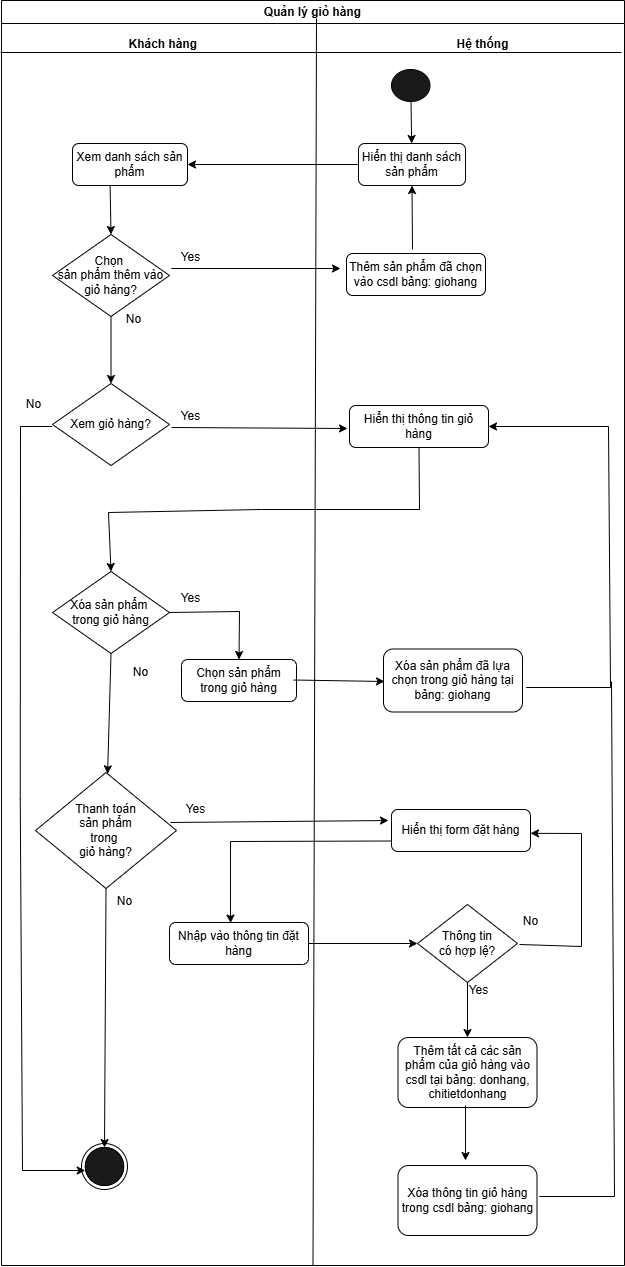 Quản lý giỏ hàng
Khách hàng
Hệ thống
Xem danh sách sản
phẩm
Hiển thị danh sách
sản phẩm
Chọn
sản phẩm thêm vào
giỏ hàng?
Yes
Thêm sản phẩm đã chọn
vào csdl bảng: giohang
No
No
Xem giỏ hàng?
Yes
Hiển thị thông tin giỏ
hàng
Xóa sản phẩm
trong giỏ hàng
Yes
No
Chọn sản phẩm
trong giỏ hàng
Xóa sản phẩm đã lựa
chọn trong giỏ hàng tại
bảng: giohang
Thanh toán
sản phẩm
trong
giỏ hàng?
Yes
Hiển thị form đặt hàng
No
Nhập vào thông tin đặt
hàng
Thông tin
có hợp lệ?
No
Yes
Thêm tất cả các sản
phẩm của giỏ hàng vào
csdl tại bảng: donhang,
chitietdonhang
Xóa thông tin giỏ hàng
trong csdl bảng: giohang